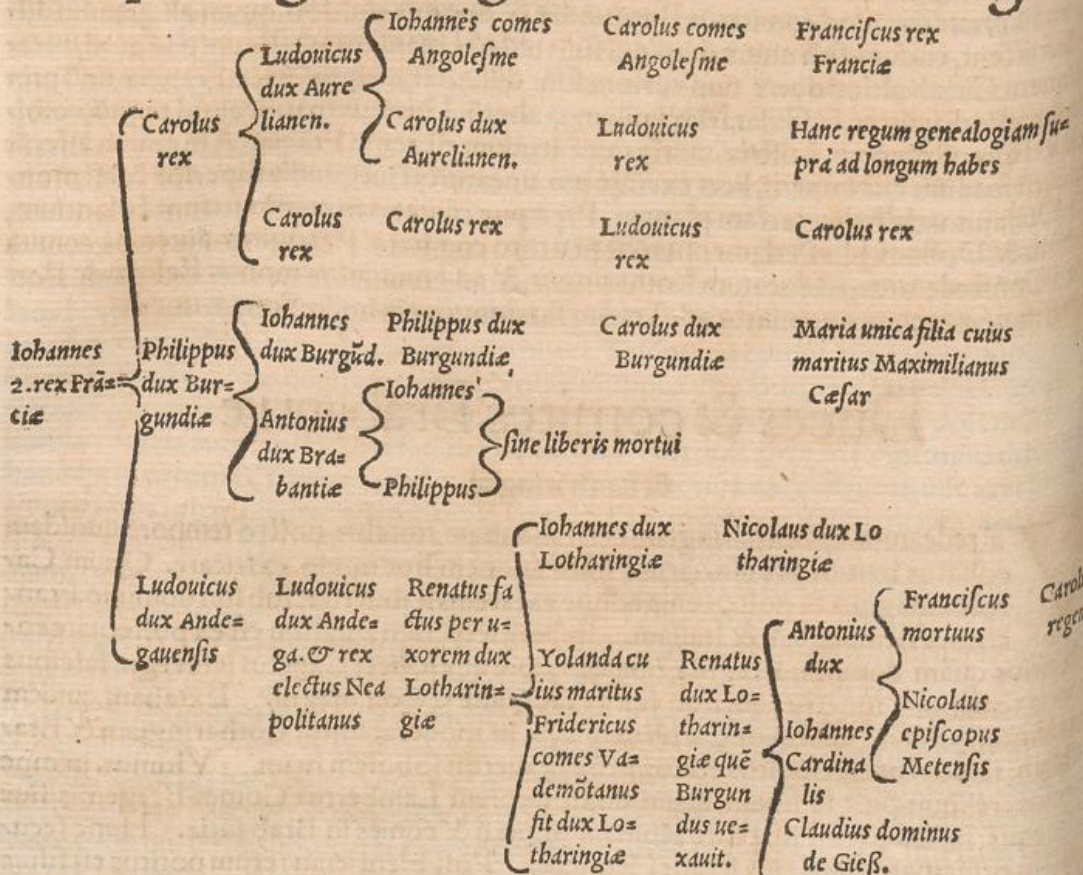 Iohannes comes Carolus comes Franciſcus rex
Ludouicus Angoleſme Angoleſme Franciæ
dux Aure
Carolus lianen. Carolus dux Ludouicus Hanc regum genealogiam ſu=
rex Aurelianen. rex prà ad longum habes
Carolus Carolus rex Ludouicus Carolus rex
rex rex
Iohannes Philippus dux Carolus dux Maria unica filia cuius
Iohannes Philippus dux Burgũd. Burgundiæ Burgundiæ maritus Maximilianus
2. rex Frã= dux Bur= Iohannes Cæſar
ciæ gundiæ Antonius
dux Bra= ſine liberis mortui
bantiæ Philippus
Iohannes dux Nicolaus dux Lo
Lotharingiæ tharingiæ
Ludouicus Ludouicus Renatus fa Franciſcus Carol
dux Ande= dux Ande= ctus per u= Antonius mortuus regem
gauenſis ga. & rex xorem dux Yolanda cu Renatus dux
electus Nea Lotharin= ius maritus dux Lo= Nicolaus
politanus giæ Fridericus tharin= Iohannes epiſcopus
comes Va= giæ quẽ Cardina Metenſis
demõtanus Burgun lis
fit dux Lo= dus ue= Claudius dominus
tharingiæ xauit. de Gieß.